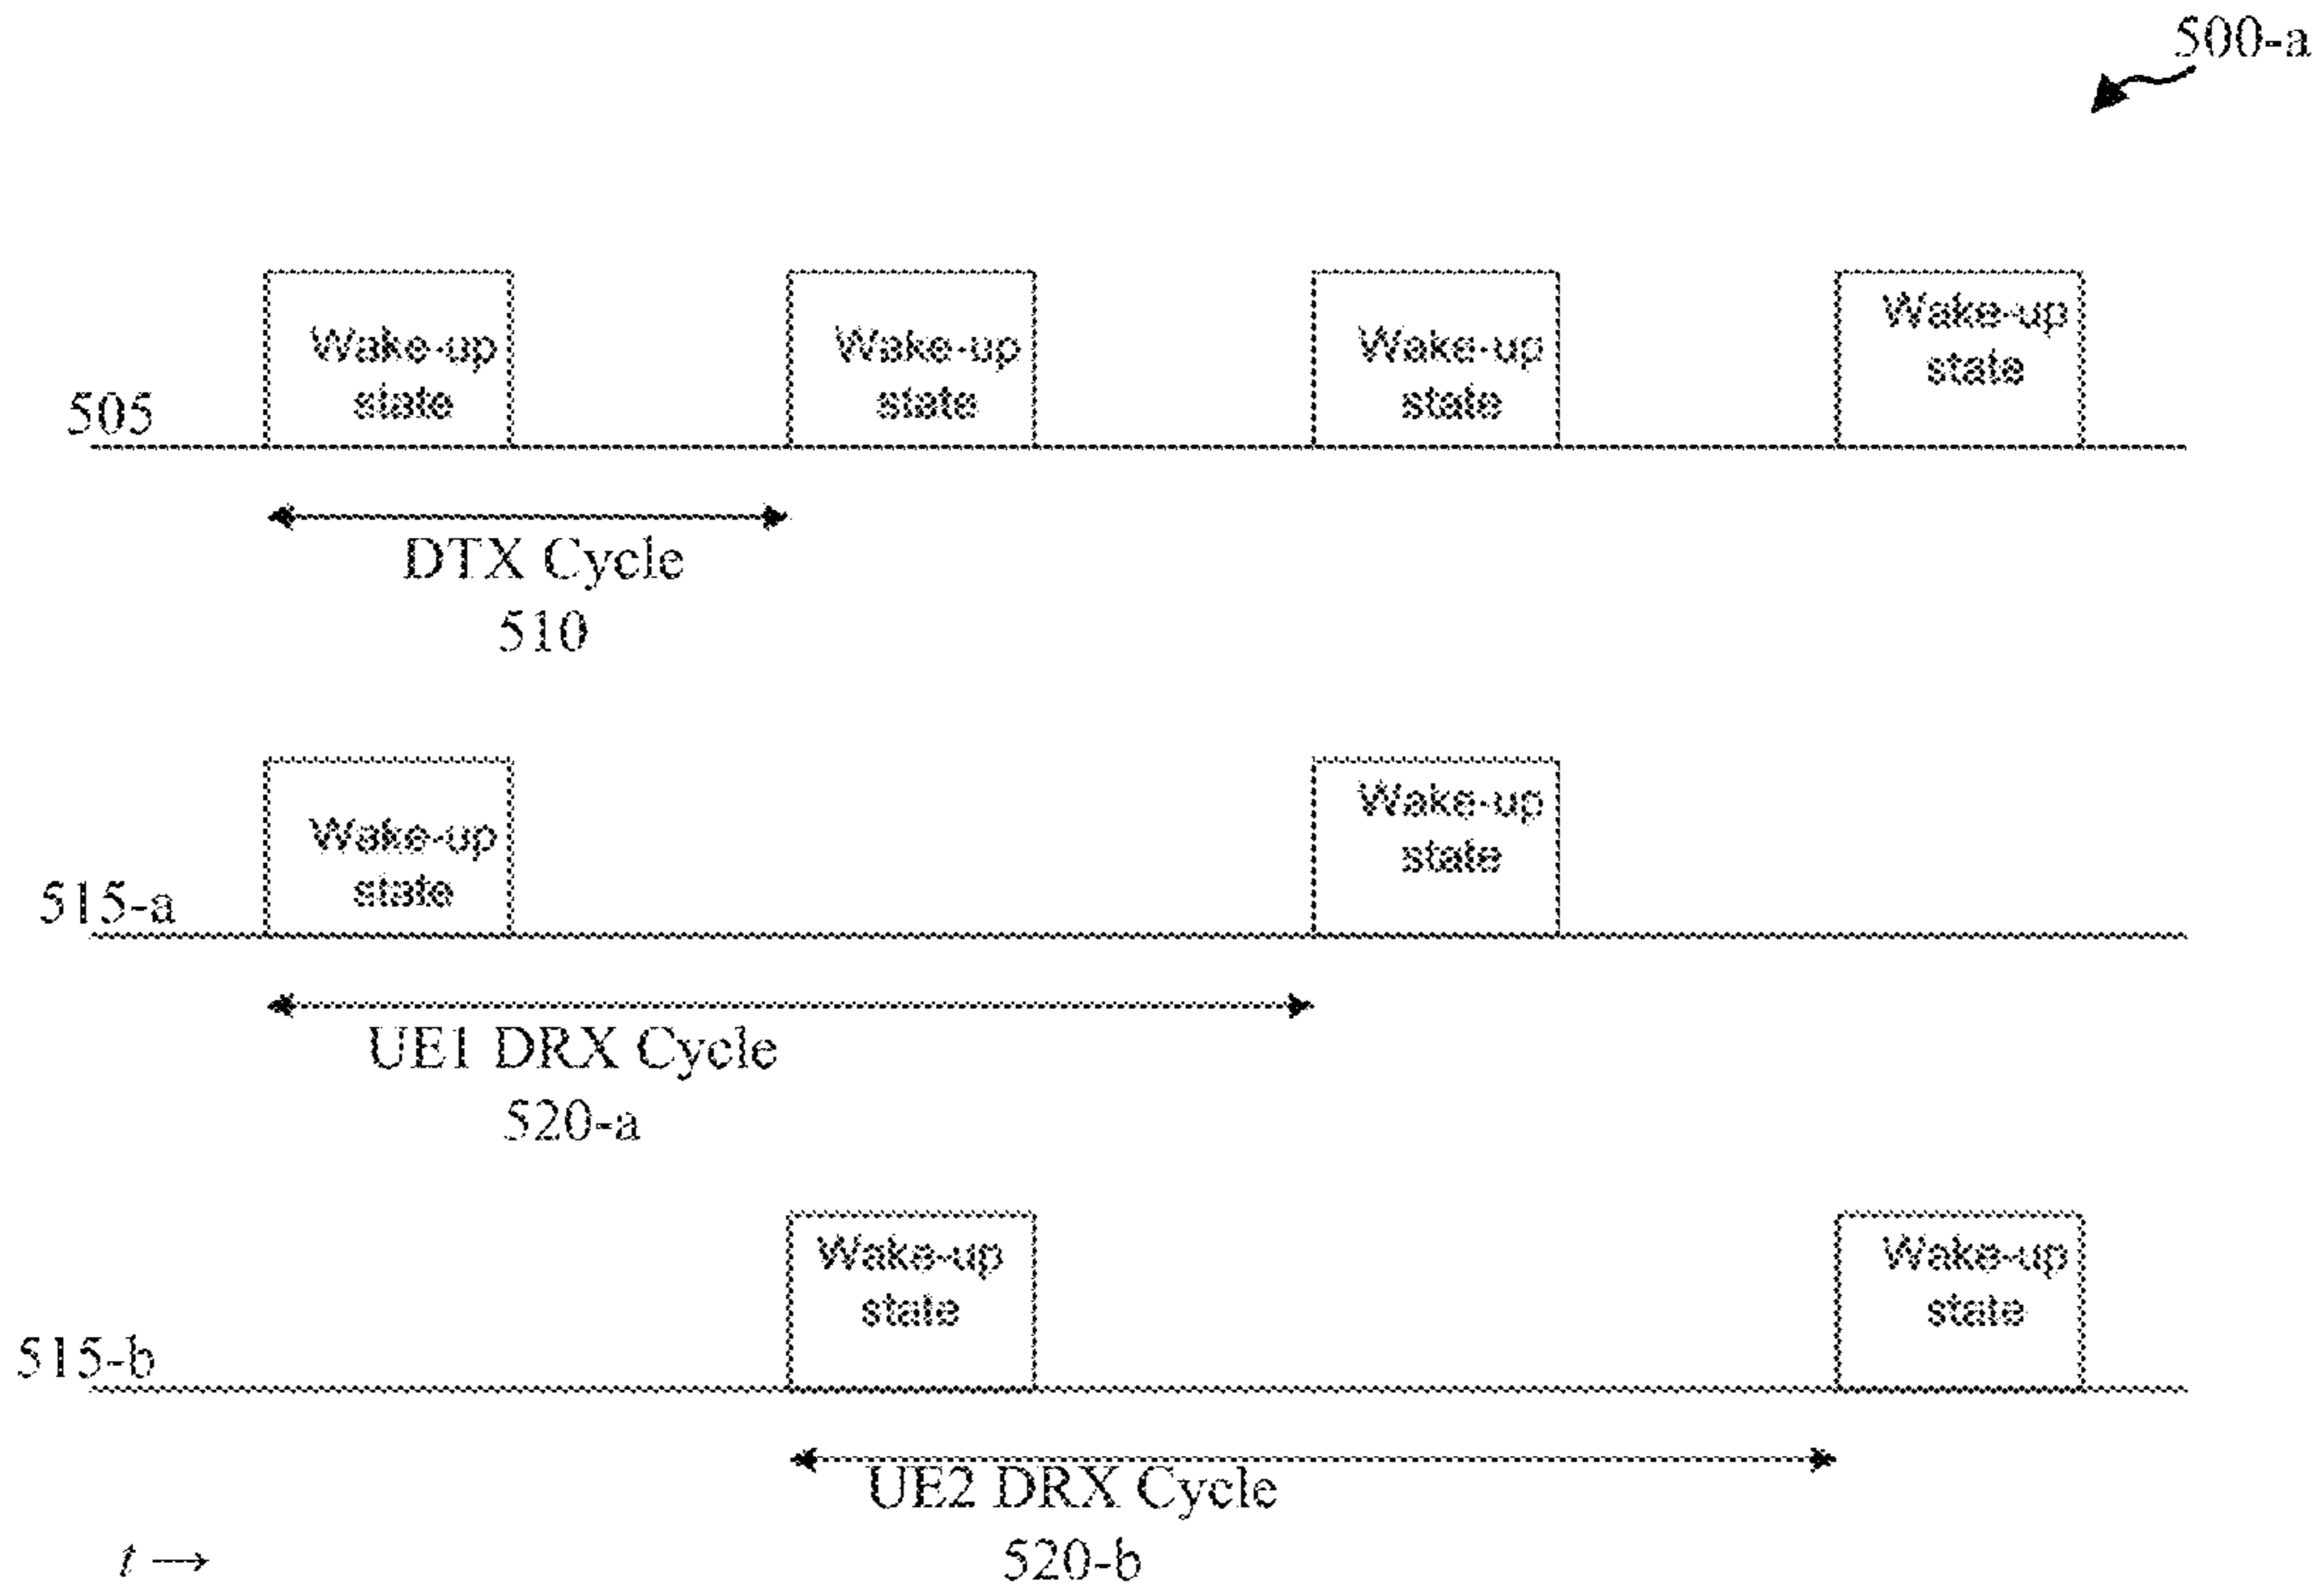 500-a
Wake-up
state
Wake-up
state
Wake-up
state
Wake-up
state
505
DTX Cycle
510
Wake-up
state
Wake-up
state
515-a
UE1 DRX Cycle
520-a
Wake-up
state
Wake-up
state
515-b
UE2 DRX Cycle
520-b
t →